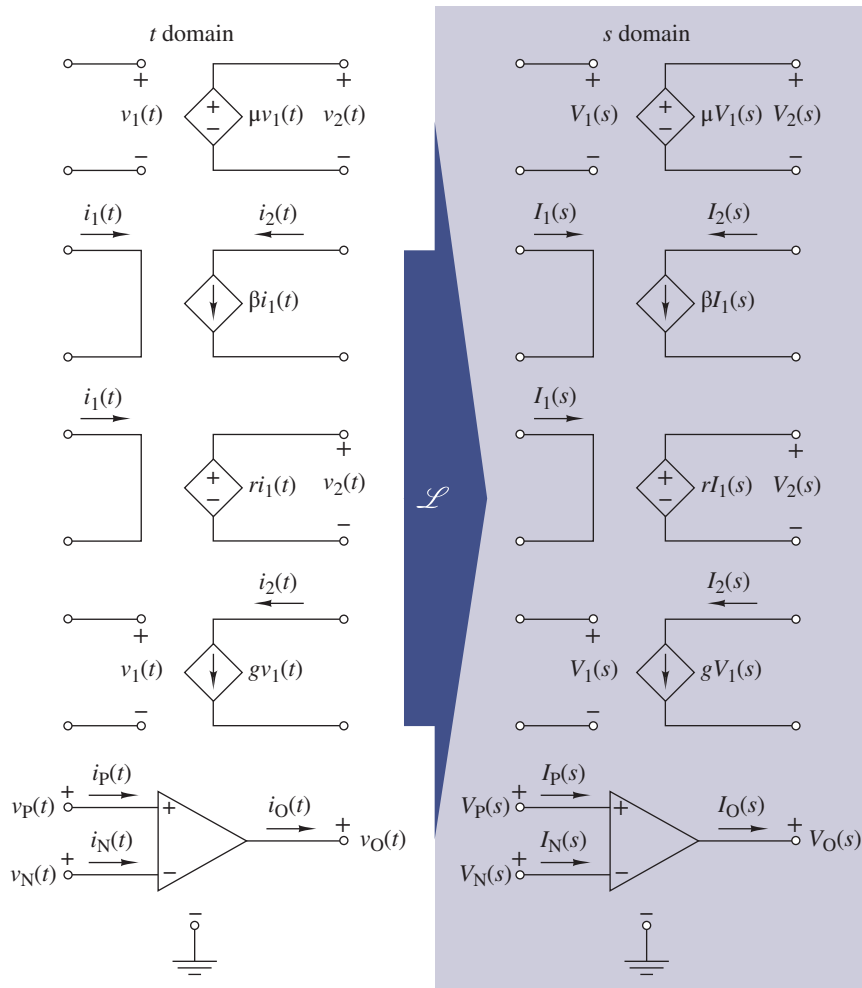 t domain s domain
+ + + +
v1(t) + − μv1(t) v2(t) V1(s) + − μV1(s) V2(s)
− − − −
i1(t) i2(t) I1(s) I2(s)
βi1(t) βI1(s)
i1(t) I1(s)
+ +
+ − ri1(t) v2(t) ℒ + − rI1(s) V2(s)
− −
i2(t) I2(s)
+ +
v1(t) gv1(t) V1(s) gV1(s)
− −
iP(t) IP(s)
vP(t) + + iO(t) + VP(s) + + IO(s) +
iN(t) vO(t) IN(s) VO(s)
vN(t) + − VN(s) + −
− −